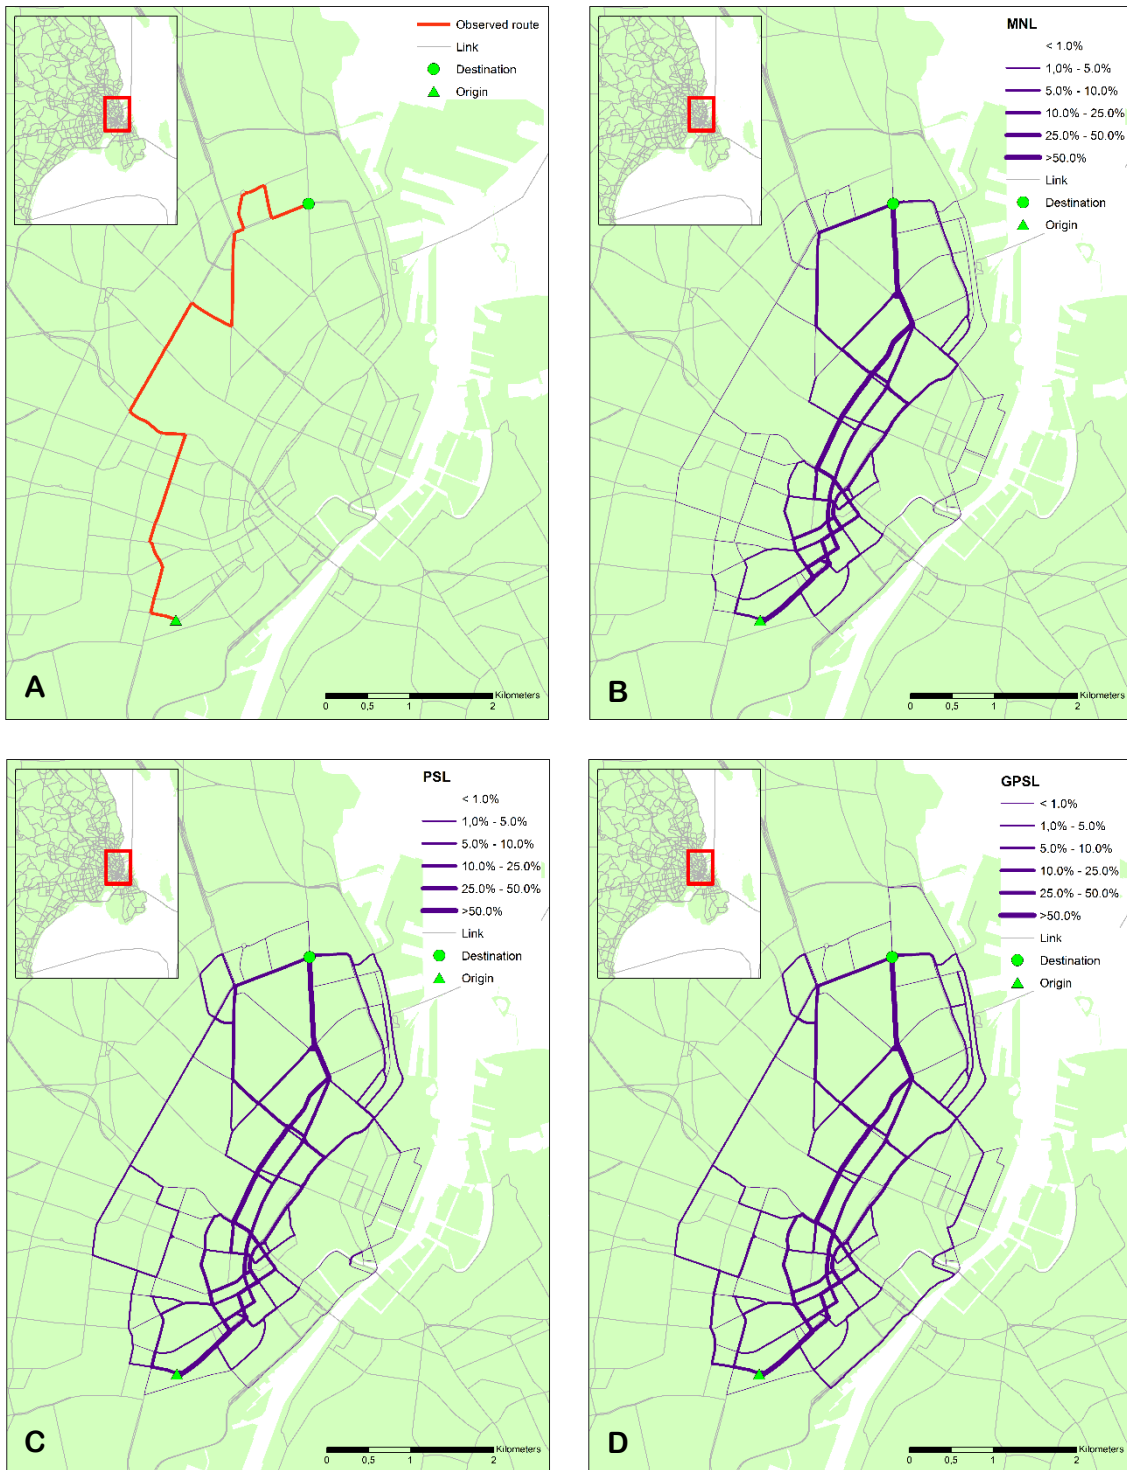 Observed route
Link
Destination
Origin
A
Kilometers
0 0,5 1 2
MNL
< 1.0%
1,0% - 5.0%
5.0% - 10.0%
10.0% - 25.0%
25.0% - 50.0%
>50.0%
Link
Destination
Origin
B
Kilometers
0 0,5 1 2
PSL
< 1.0%
1,0% - 5.0%
5.0% - 10.0%
10.0% - 25.0%
25.0% - 50.0%
>50.0%
Link
Destination
Origin
C
Kilometers
0 0,5 1 2
GPSL
< 1.0%
1,0% - 5.0%
5.0% - 10.0%
10.0% - 25.0%
25.0% - 50.0%
>50.0%
Link
Destination
Origin
D
Kilometers
0 0,5 1 2